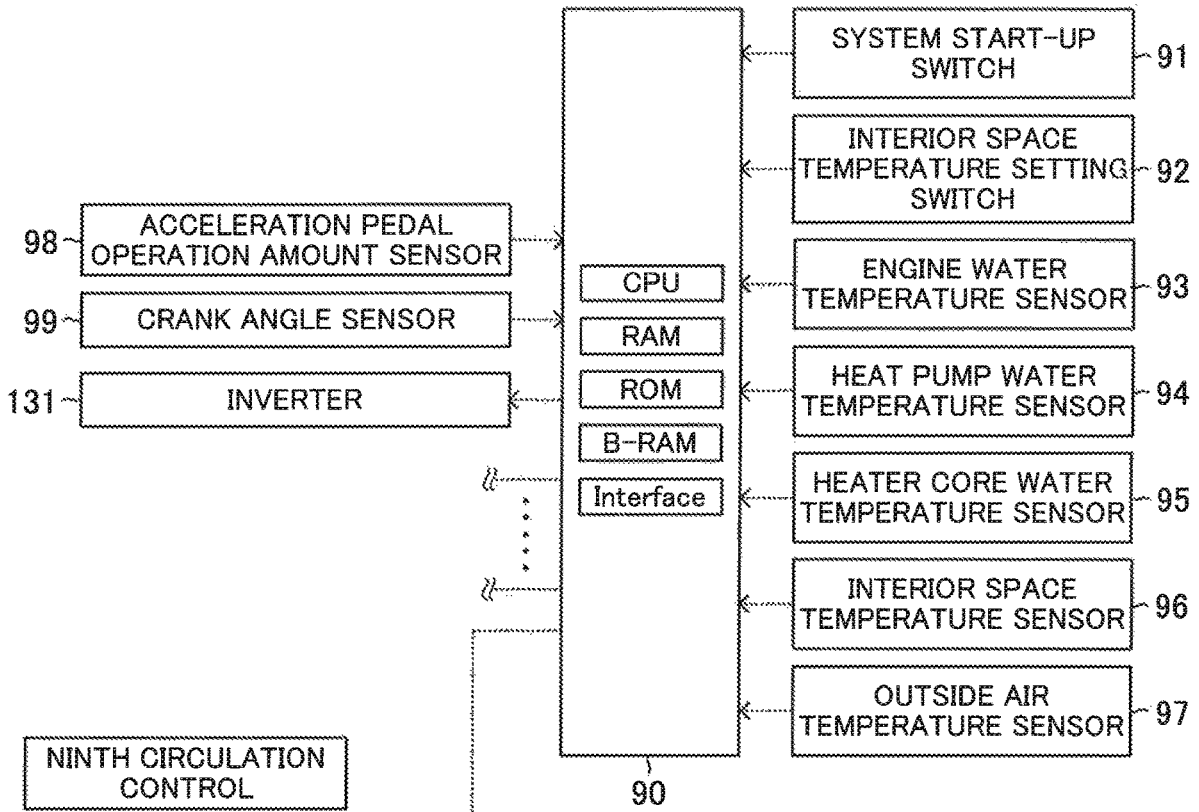 SYSTEM START-UP
SWITCH
91
INTERIOR SPACE
TEMPERATURE SETTING
SWITCH
92
98
ACCELERATION PEDAL
OPERATION AMOUNT SENSOR
99
CRANK ANGLE SENSOR
131
INVERTER
CPU
RAM
ROM
B-RAM
Interface
ENGINE WATER
TEMPERATURE SENSOR
93
HEAT PUMP WATER
TEMPERATURE SENSOR
94
HEATER CORE WATER
TEMPERATURE SENSOR
95
INTERIOR SPACE
TEMPERATURE SENSOR
96
OUTSIDE AIR
TEMPERATURE SENSOR
97
NINTH CIRCULATION
CONTROL
90